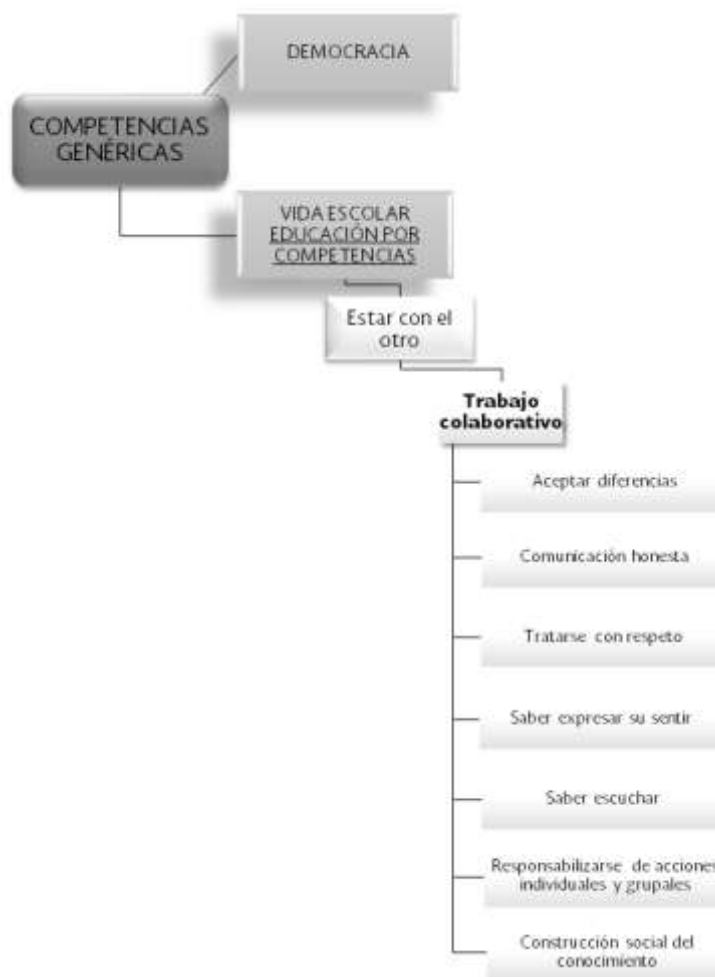 DEMOCRACIA
COMPETENCIAS
GENÉRICAS
VIDA ESCOLAR
EDUCACIÓN POR
COMPETENCIAS
Estar con el
otro
Trabajo
colaborativo
Aceptar diferencias
Comunicación honesta
Tratarse con respeto
Saber expresar su sentir
Saber escuchar
Responsabilizarse de acciones
individuales y grupales
Construcción social del
conocimiento